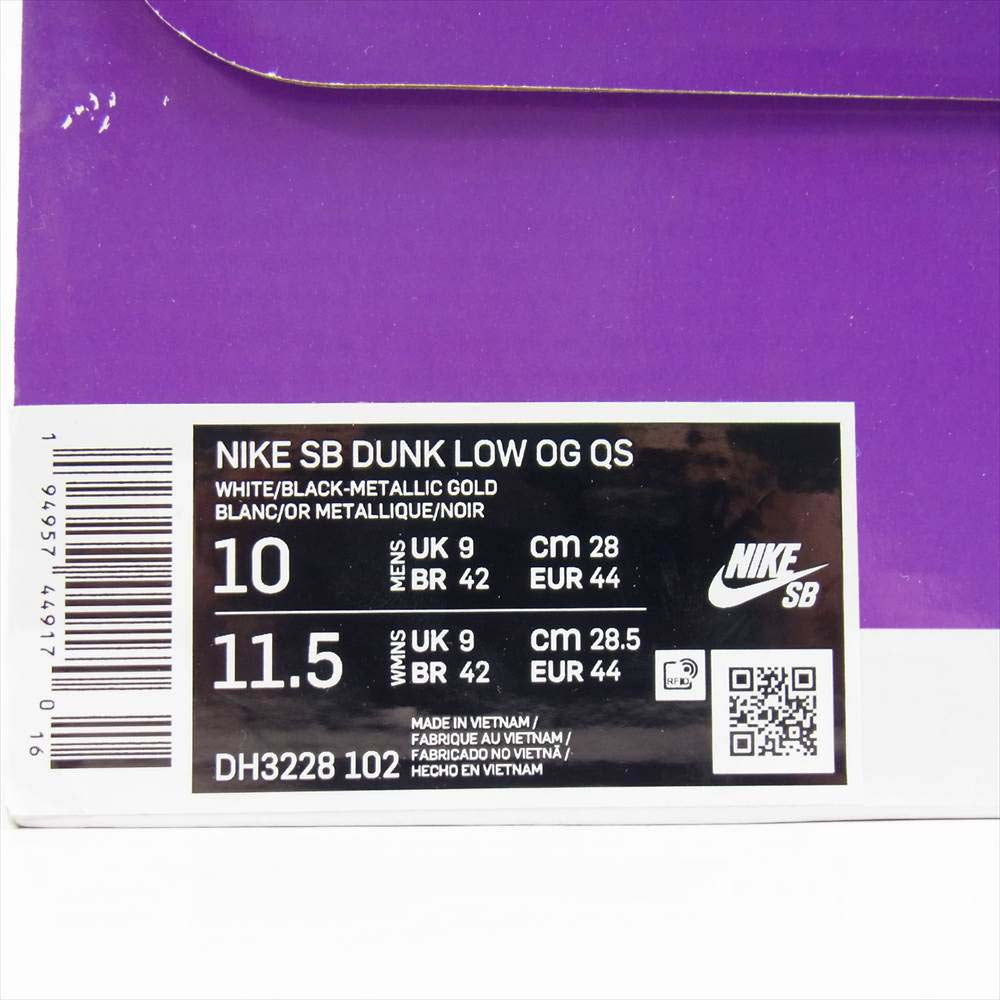 NIKE SB DUNK LOW OG QS
WHITE/BLACK-METALLIC GOLD
BLANC/OR METALLIQUE/NOIR
10 MENS UK 9 cm 28
BR 42 EUR 44
11.5 WMNS UK 9 cm 28.5
BR 42 EUR 44
NIKE
SB
RFID
MADE IN VIETNAM /
FABRIQUE AU VIETNAM /
FABRICADO NO VIETNÃ /
HECHO EN VIETNAM
DH3228 102
1 94957 44917 0 16